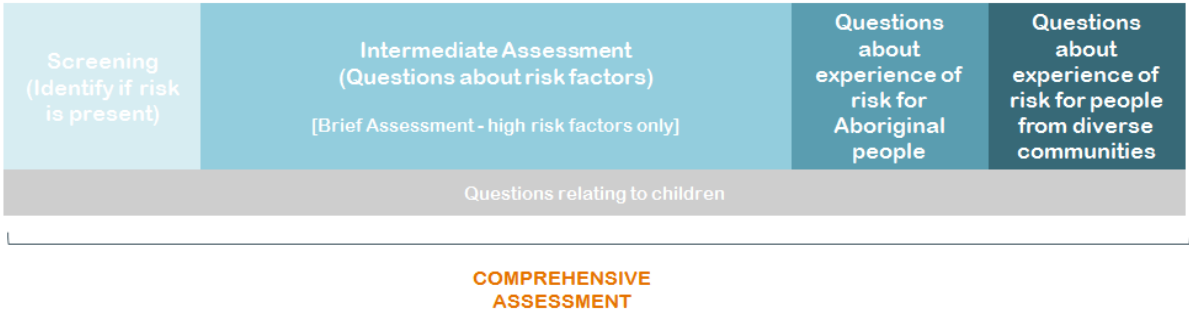 Screening
(Identify if risk
is present)
Intermediate Assessment
(Questions about risk factors)
[Brief Assessment - high risk factors only]
Questions
about
experience of
risk for
Aboriginal
people
Questions
about
experience of
risk for people
from diverse
communities
Questions relating to children
COMPREHENSIVE
ASSESSMENT